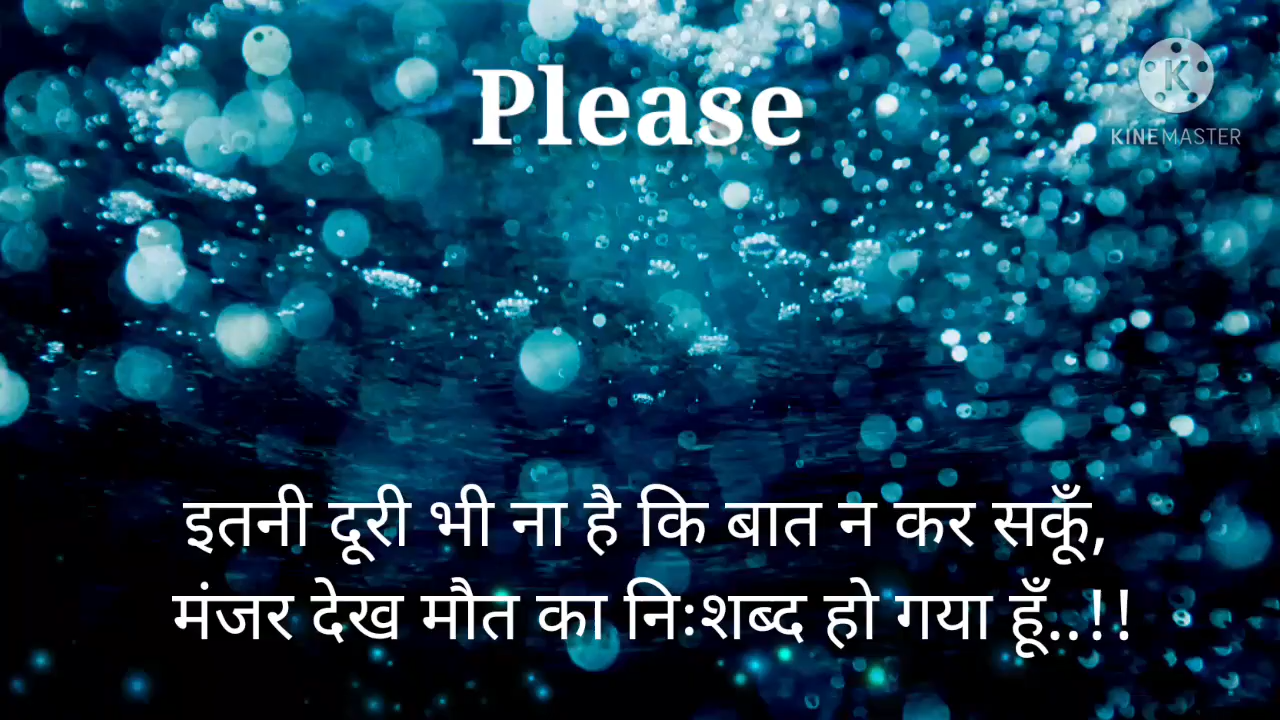 Please
K
KINEMASTER
इतनी दूरी भी ना है कि बात न कर सकूँ,
मंजर देख मौत का निःशब्द हो गया हूँ..!!